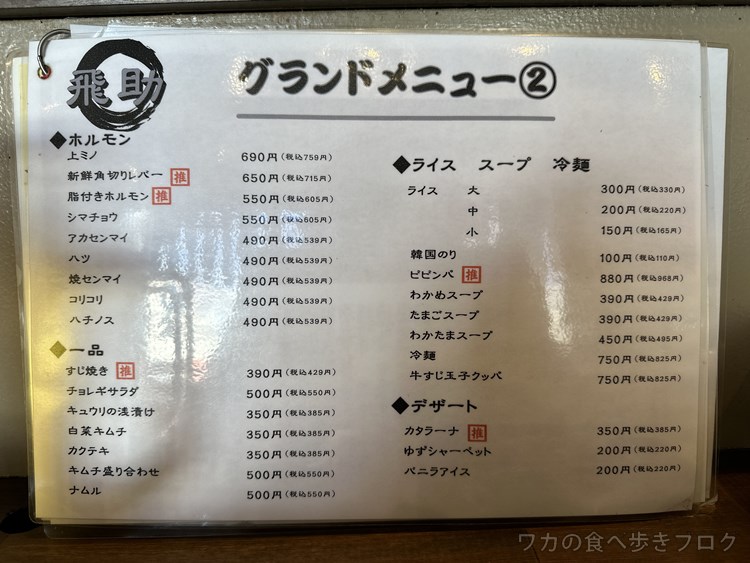 飛助
グランドメニュー②
◆ホルモン
上ミノ 690円(税込759円)
新鮮角切りレバー 推 650円(税込715円)
脂付きホルモン 推 550円(税込605円)
シマチョウ 550円(税込605円)
アカセンマイ 490円(税込539円)
ハツ 490円(税込539円)
焼センマイ 490円(税込539円)
コリコリ 490円(税込539円)
ハチノス 490円(税込539円)
◆一品
すじ焼き 推 390円(税込429円)
チョレギサラダ 500円(税込550円)
キュウリの浅漬け 350円(税込385円)
白菜キムチ 350円(税込385円)
カクテキ 350円(税込385円)
キムチ盛り合わせ 500円(税込550円)
ナムル 500円(税込550円)
◆ライス スープ 冷麺
ライス 大 300円(税込330円)
中 200円(税込220円)
小 150円(税込165円)
韓国のり 100円(税込110円)
ビビンバ 推 880円(税込968円)
わかめスープ 390円(税込429円)
たまごスープ 390円(税込429円)
わかたまスープ 450円(税込495円)
冷麺 750円(税込825円)
牛すじ玉子クッパ 750円(税込825円)
◆デザート
カタラーナ 推 350円(税込385円)
ゆずシャーベット 200円(税込220円)
バニラアイス 200円(税込220円)
ワカの食べ歩きブログ